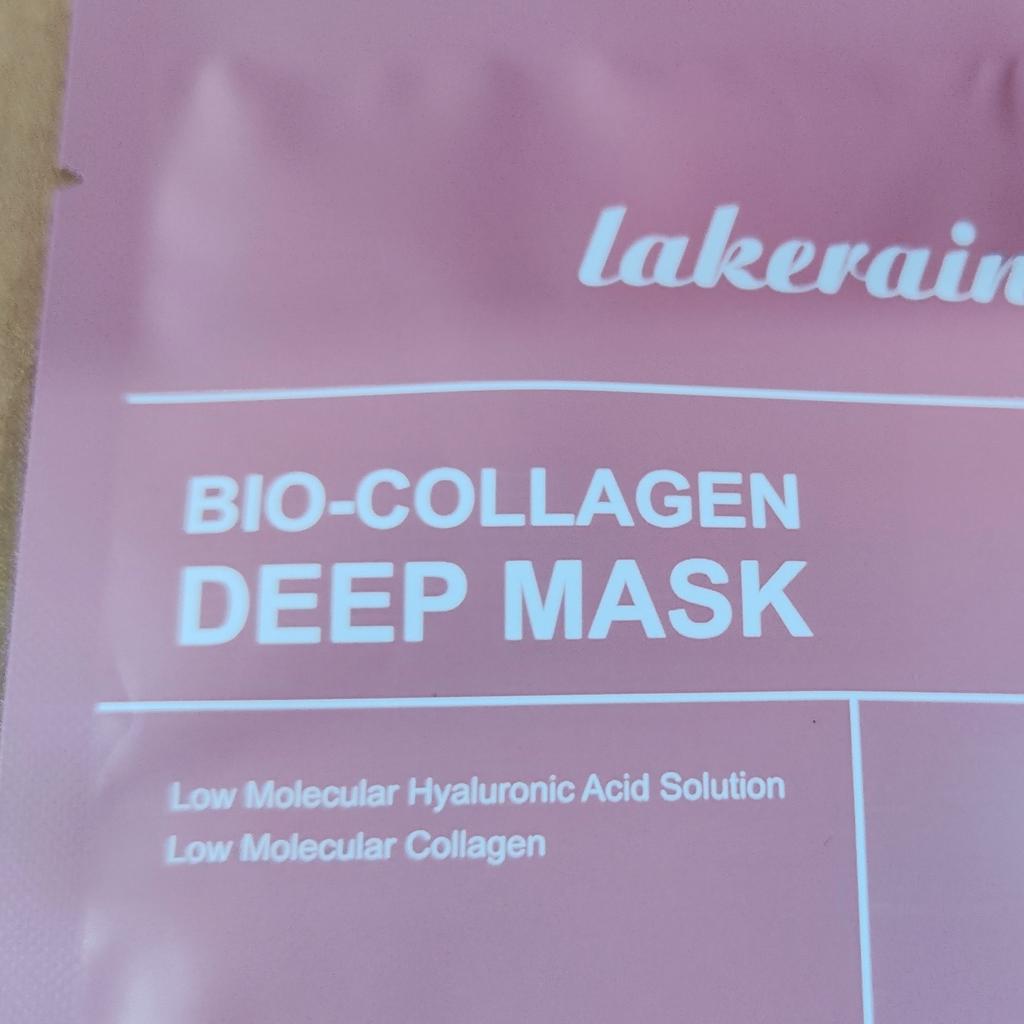 lakerain
BIO-COLLAGEN
DEEP MASK
Low Molecular Hyaluronic Acid Solution
Low Molecular Collagen